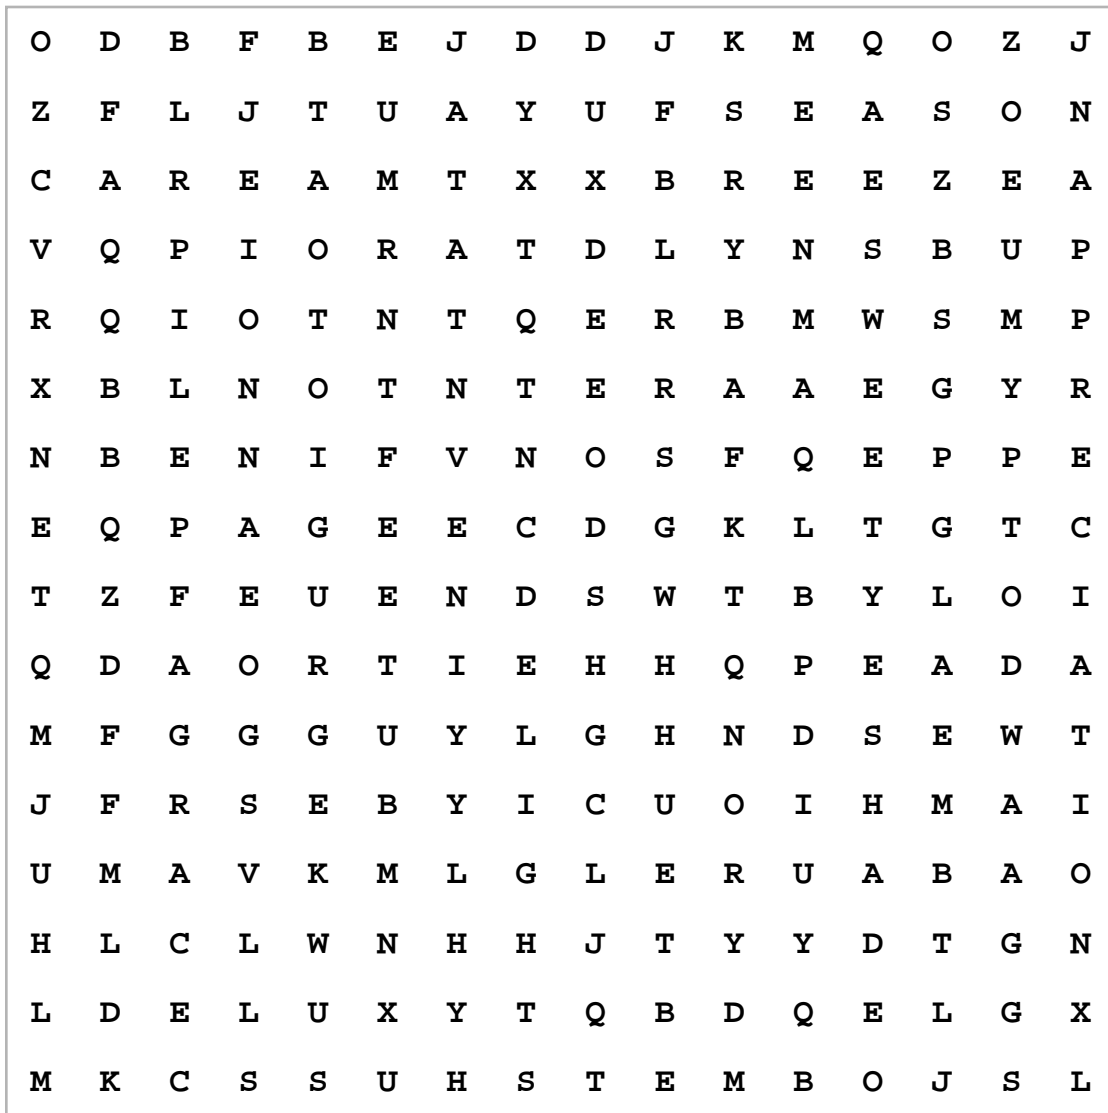 O D B F B E J D D J K M Q O Z J
Z F L J T U A Y U F S E A S O N
C A R E A M T X X B R E E Z E A
V Q P I O R A T D L Y N S B U P
R Q I O T N T Q E R B M W S M P
X B L N O T N T E R A A E G Y R
N B E N I F V N O S F Q E P P E
E Q P A G E E C D G K L T G T C
T Z F E U E N D S W T B Y L O I
Q D A O R T I E H H Q P E A D A
M F G G G U Y L G H N D S E W T
J F R S E B Y I C U O I H M A I
U M A V K M L G L E R U A B A O
H L C L W N H H J T Y Y D T G N
L D E L U X Y T Q B D Q E L G X
M K C S S U H S T E M B O J S L